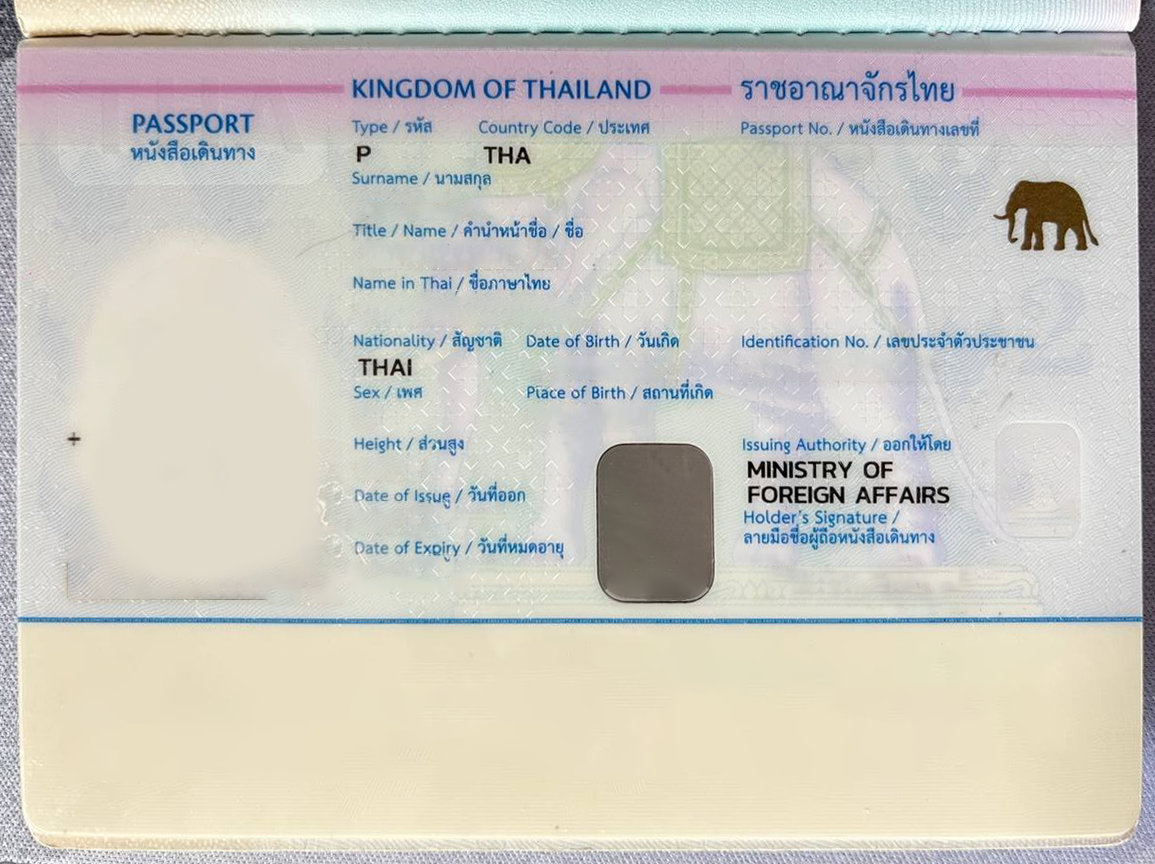 KINGDOM OF THAILAND ราชอาณาจักรไทย
PASSPORT
หนังสือเดินทาง
Type / รหัส Country Code / ประเทศ Passport No. / หนังสือเดินทางเลขที่
P THA
Surname / นามสกุล
Title / Name / คำนำหน้าชื่อ / ชื่อ
Name in Thai / ชื่อภาษาไทย
Nationality / สัญชาติ Date of Birth / วันเกิด Identification No. / เลขประจำตัวประชาชน
THAI
Sex / เพศ Place of Birth / สถานที่เกิด
Height / ส่วนสูง Issuing Authority / ออกให้โดย
MINISTRY OF
FOREIGN AFFAIRS
Date of Issue / วันที่ออก
Holder's Signature /
ลายมือชื่อผู้ถือหนังสือเดินทาง
Date of Expiry / วันที่หมดอายุ